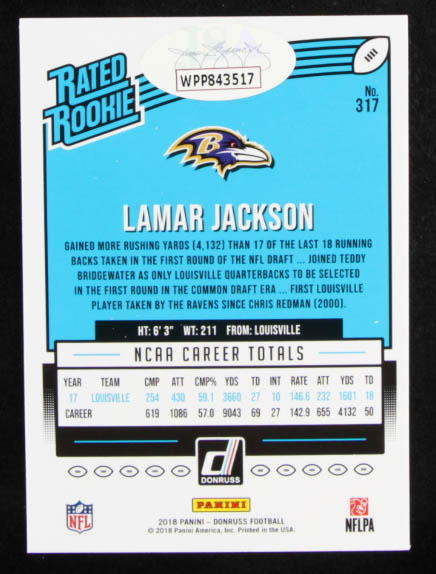 WPP843517
RATED
ROOKIE
No.
317
B
LAMAR JACKSON
GAINED MORE RUSHING YARDS (4,132) THAN 17 OF THE LAST 18 RUNNING
BACKS TAKEN IN THE FIRST ROUND OF THE NFL DRAFT ... JOINED TEDDY
BRIDGEWATER AS ONLY LOUISVILLE QUARTERBACKS TO BE SELECTED
IN THE FIRST ROUND IN THE COMMON DRAFT ERA ... FIRST LOUISVILLE
PLAYER TAKEN BY THE RAVENS SINCE CHRIS REDMAN (2000).
HT: 6' 3" WT: 211 FROM: LOUISVILLE
NCAA CAREER TOTALS
YEAR TEAM CMP ATT CMP% YDS TD INT RATE ATT YDS TD
17 LOUISVILLE 254 430 59.1 3660 27 10 146.6 232 1601 18
CAREER 619 1086 57.0 9043 69 27 142.9 655 4132 50
DONRUSS
PANINI
NFL
2018 PANINI – DONRUSS FOOTBALL
© 2018 Panini America, Inc. Printed in the USA.
NFLPA